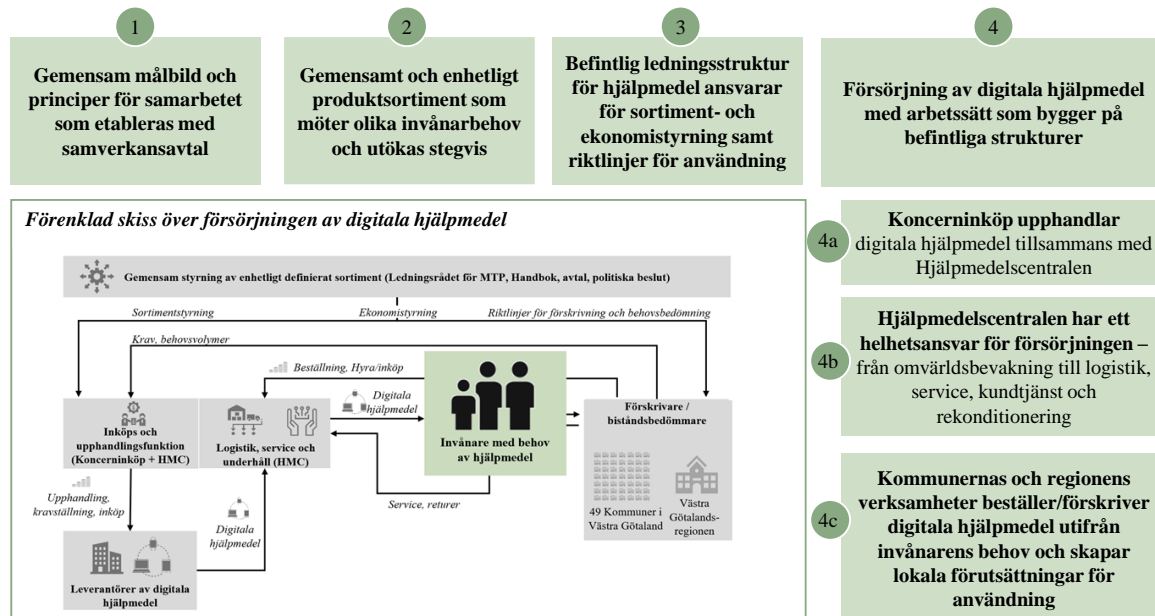 1
Gemensam målbild och
principer för samarbetet
som etableras med
samverkansavtal
2
Gemensamt och enhetligt
produktsortiment som
möter olika invånarbehov
och utökas stegvis
3
Befintlig ledningsstruktur
för hjälpmedel ansvarar
för sortiment- och
ekonomistyrning samt
riktlinjer för användning
4
Försörjning av digitala hjälpmedel
med arbetssätt som bygger på
befintliga strukturer
Förenklad skiss över försörjningen av digitala hjälpmedel
Gemensam styrning av enhetligt definierat sortiment (Ledningsrådet för MTP, Handbok, avtal, politiska beslut)
Sortimentstyrning
Ekonomistyrning
Riktlinjer för förskrivning och behovsbedömning
Krav, behovsvolymer
Beställning, Hyra/inköp
Digitala
hjälpmedel
Inköps och
upphandlingsfunktion
(Koncerninköp + HMC)
Logistik, service och
underhåll (HMC)
Invånare med behov
av hjälpmedel
Förskrivare /
biståndsbedömmare
49 Kommuner i
Västra Götaland
Västra
Götalands-
regionen
Service, returer
Upphandling,
kravställning, inköp
Digitala
hjälpmedel
Leverantörer av digitala
hjälpmedel
4a
Koncerninköp upphandlar
digitala hjälpmedel tillsammans med
Hjälpmedelscentralen
4b
Hjälpmedelscentralen har ett
helhetsansvar för försörjningen –
från omvärldsbevakning till logistik,
service, kundtjänst och
rekonditionering
4c
Kommunernas och regionens
verksamheter beställer/förskriver
digitala hjälpmedel utifrån
invånarens behov och skapar
lokala förutsättningar för
användning